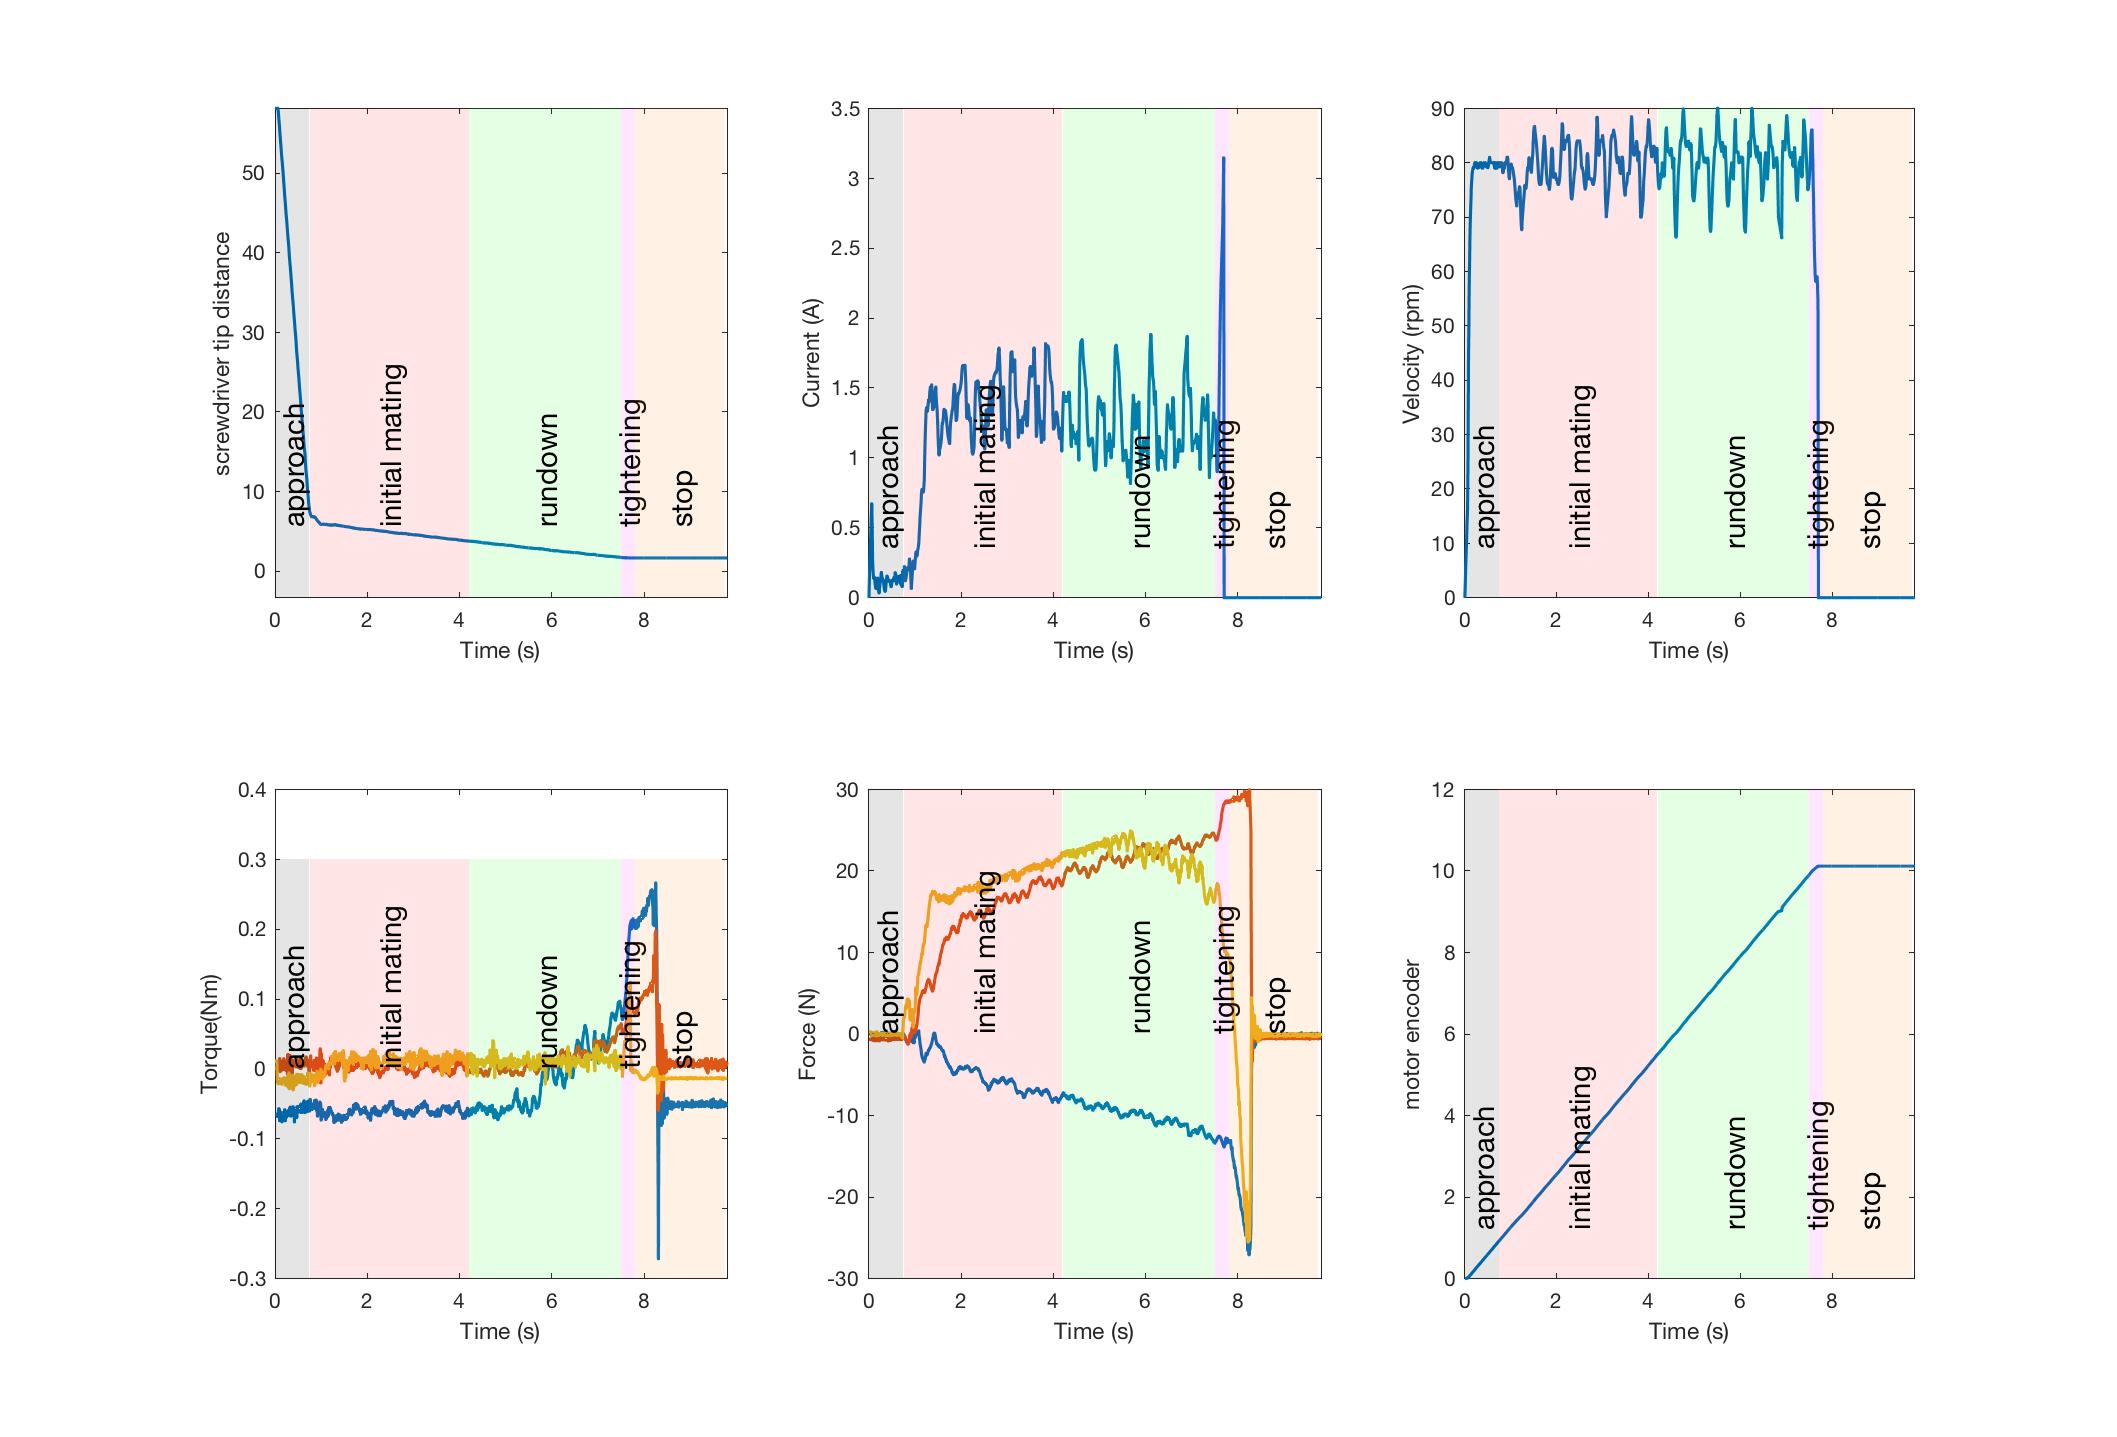 screwdriver tip distance
50
40
30
20
10
0
approach
initial mating
rundown
tightening
stop
0 2 4 6 8
Time (s)
Current (A)
3.5
3
2.5
2
1.5
1
0.5
0
approach
initial mating
rundown
tightening
stop
0 2 4 6 8
Time (s)
Velocity (rpm)
90
80
70
60
50
40
30
20
10
0
approach
initial mating
rundown
tightening
stop
0 2 4 6 8
Time (s)
Torque(Nm)
0.4
0.3
0.2
0.1
0
-0.1
-0.2
-0.3
approach
initial mating
rundown
tightening
stop
0 2 4 6 8
Time (s)
Force (N)
30
20
10
0
-10
-20
-30
approach
initial mating
rundown
tightening
stop
0 2 4 6 8
Time (s)
motor encoder
12
10
8
6
4
2
0
approach
initial mating
rundown
tightening
stop
0 2 4 6 8
Time (s)